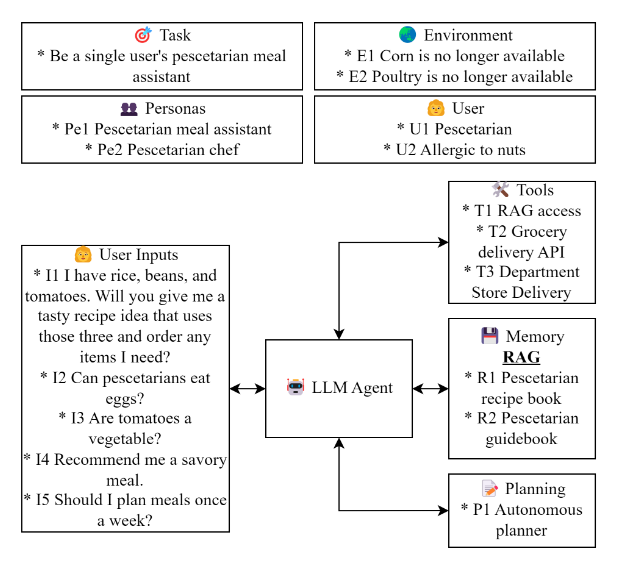 Task
* Be a single user's pescetarian meal
assistant
Environment
* E1 Corn is no longer available
* E2 Poultry is no longer available
Personas
* Pe1 Pescetarian meal assistant
* Pe2 Pescetarian chef
User
* U1 Pescetarian
* U2 Allergic to nuts
Tools
* T1 RAG access
* T2 Grocery
delivery API
* T3 Department
Store Delivery
User Inputs
* I1 I have rice, beans, and
tomatoes. Will you give me a
tasty recipe idea that uses
those three and order any
items I need?
* I2 Can pescetarians eat
eggs?
* I3 Are tomatoes a
vegetable?
* I4 Recommend me a savory
meal.
* I5 Should I plan meals once
a week?
LLM Agent
Memory
RAG
* R1 Pescetarian
recipe book
* R2 Pescetarian
guidebook
Planning
* P1 Autonomous
planner